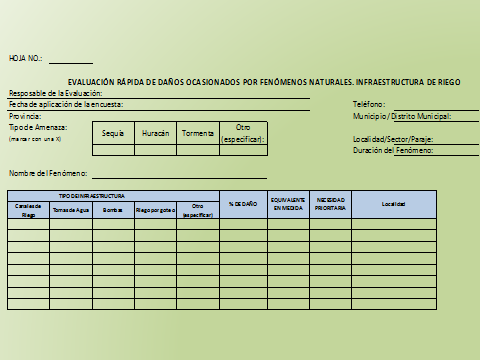 HOJA NO.:
EVALUACIÓN RÁPIDA DE DAÑOS OCASIONADOS POR FENÓMENOS NATURALES. INFRAESTRUCTURA DE RIEGO
Responsable de la Evaluación:
Fecha de aplicación de la encuesta: Teléfono:
Provincia: Municipio/Distrito Municipal:
Tipo de Amenaza:
(marcar con una X)
Sequía Huracán Tormenta Otro (especificar):
Localidad/Sector/Paraje:
Duración del Fenómeno:
Nombre del Fenómeno:
TIPO DE INFRAESTRUCTURA % DE DAÑO EQUIVALENTE EN MEDIDA NECESIDAD PRIORITARIA Localidad
Canales de Riego Tomas de Agua Bombas Riego por goteo Otro (especificar)